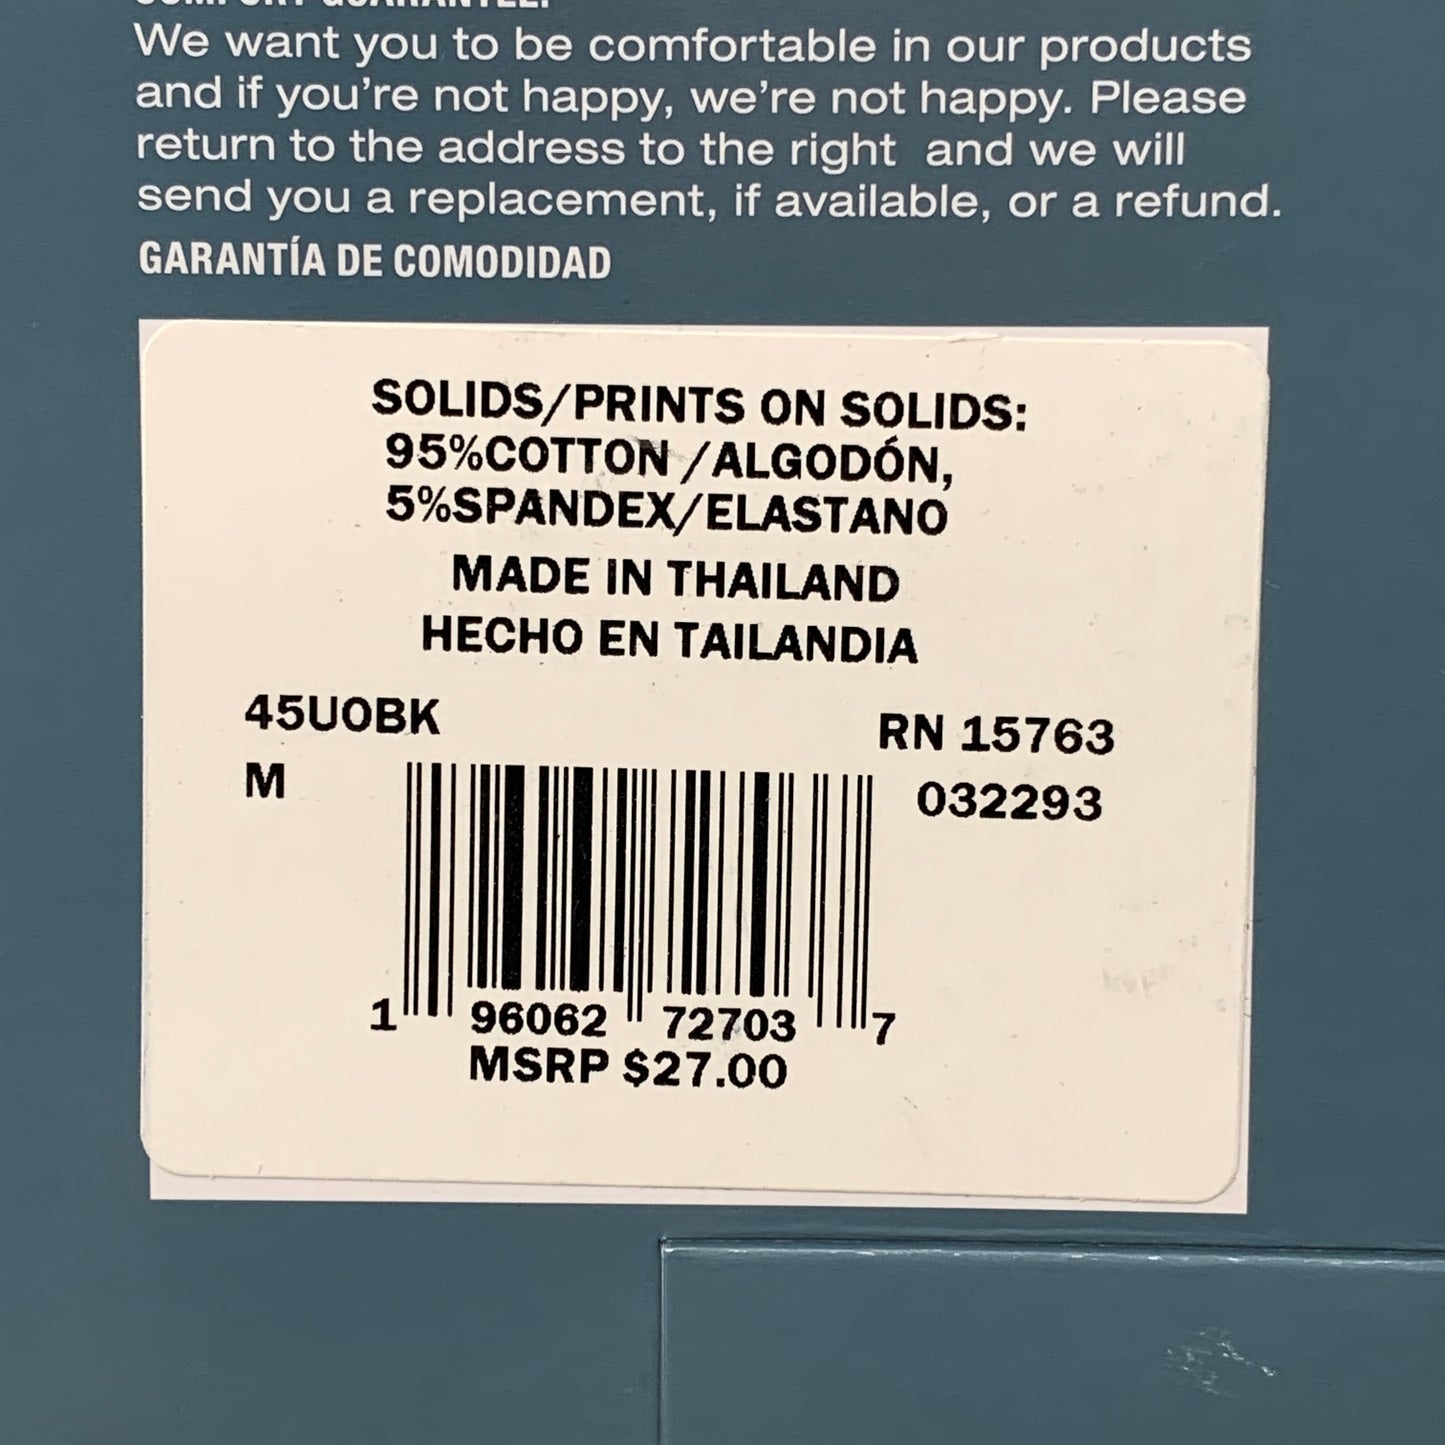 COMFORT GUARANTEE:
We want you to be comfortable in our products
and if you're not happy, we're not happy. Please
return to the address to the right and we will
send you a replacement, if available, or a refund.
GARANTÍA DE COMODIDAD
SOLIDS/PRINTS ON SOLIDS:
95%COTTON /ALGODÓN,
5%SPANDEX/ELASTANO
MADE IN THAILAND
HECHO EN TAILANDIA
45U0BK
RN 15763
M
032293
1 96062 72703 7
MSRP $27.00